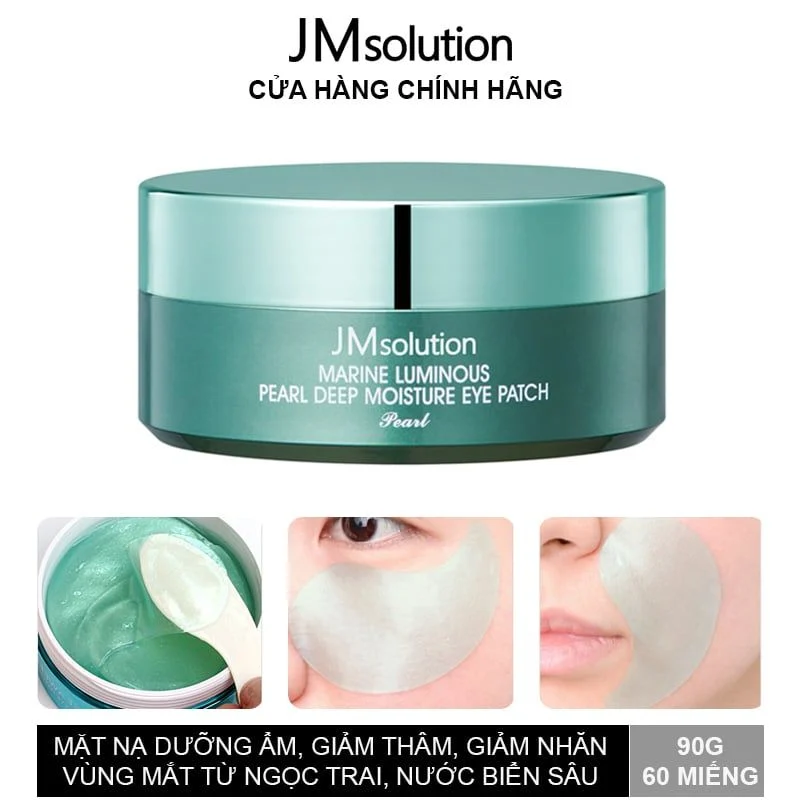 JMsolution
CỬA HÀNG CHÍNH HÃNG
JMsolution
MARINE LUMINOUS
PEARL DEEP MOISTURE EYE PATCH
Pearl
MẶT NẠ DƯỠNG ẨM, GIẢM THÂM, GIẢM NHĂN
VÙNG MẮT TỪ NGỌC TRAI, NƯỚC BIỂN SÂU
90G
60 MIẾNG